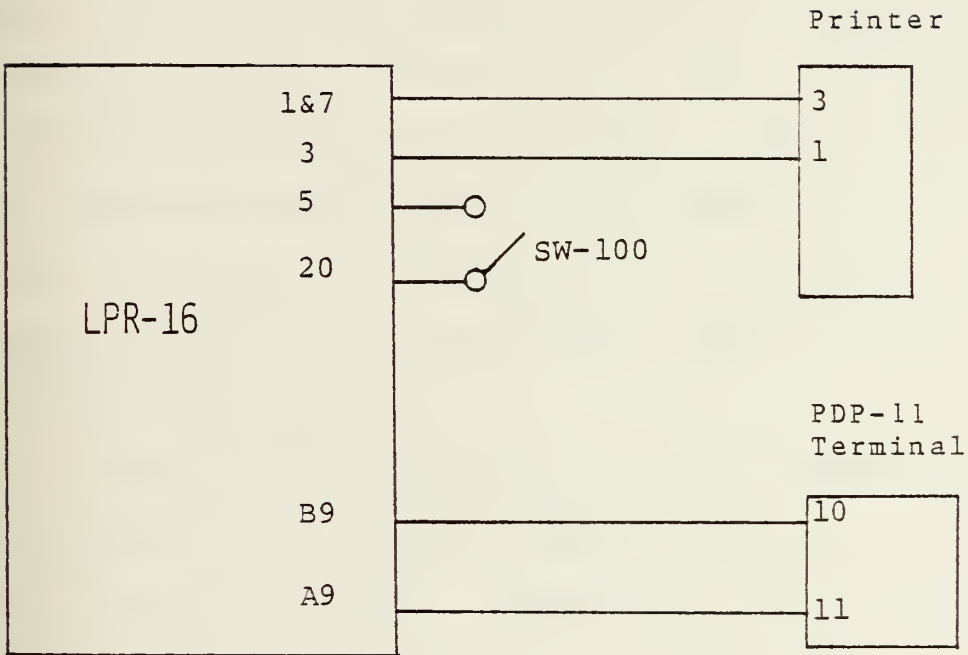 Printer
1&7
3
3
1
5
SW-100
20
LPR-16
PDP-11
Terminal
B9
10
A9
11